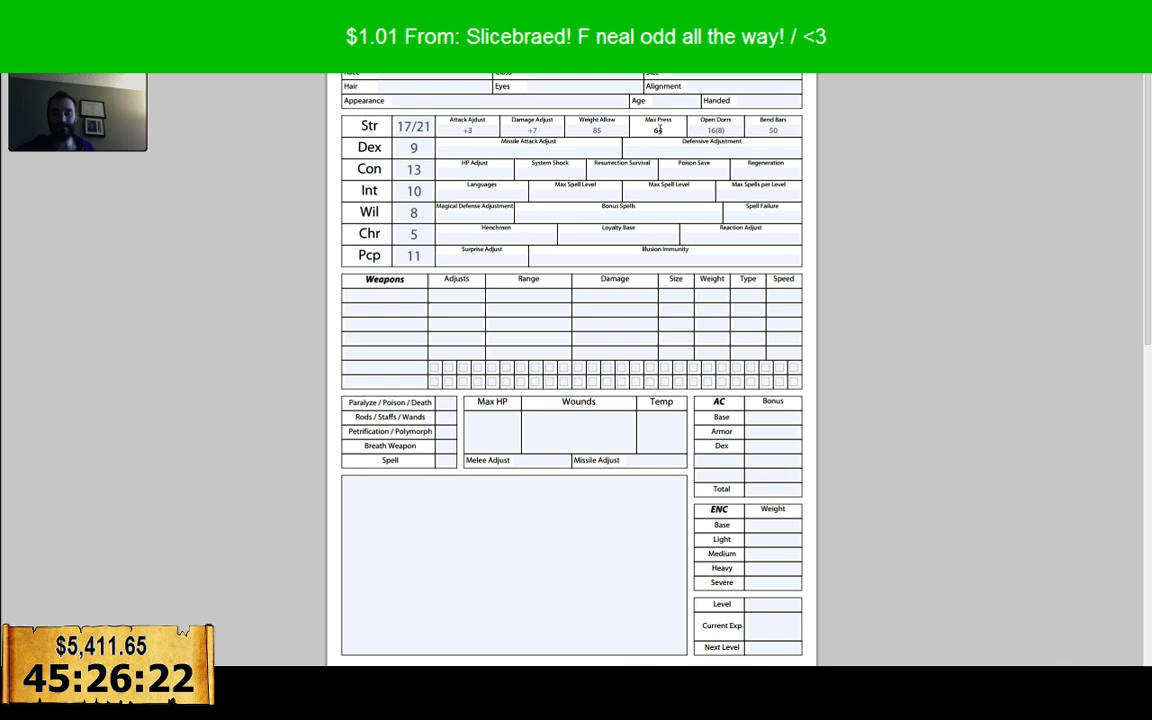 $1.01 From: Slicebraed! F neal odd all the way! / <3
Hair Eyes Alignment
Appearance Age Handed
Str 17/21 Attack Ajdust +3 Damage Adjust +7 Weight Allow 85 Max Press Open Dorrs 16(8) Bend Bars 50
Dex 9 Missile Attack Adjust Defensive Adjustment
Con 13 HP Adjust System Shock Resurrection Survival Poison Save Regeneration
Int 10 Languages Max Spell Level Max Spell Level Max Spells per Level
Wil 8 Magical Defense Adjustment Bonus Spells Spell Failure
Chr 5 Henchmen Loyalty Base Reaction Adjust
Pcp 11 Surprise Adjust Illusion Immunity
Weapons Adjusts Range Damage Size Weight Type Speed
Paralyze / Poison / Death
Rods / Staffs / Wands
Petrification / Polymorph
Breath Weapon
Spell
Max HP Wounds Temp
Melee Adjust Missile Adjust
AC Bonus
Base
Armor
Dex
Total
ENC Weight
Base
Light
Medium
Heavy
Severe
Level
Current Exp
Next Level
$5,411.65
45:26:22